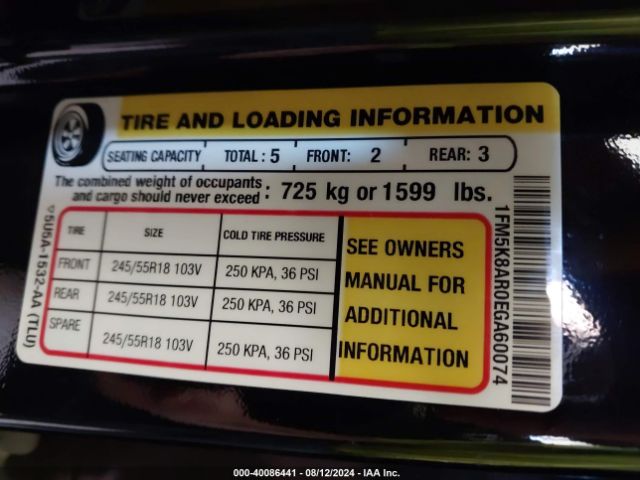 TIRE AND LOADING INFORMATION
SEATING CAPACITY TOTAL : 5 FRONT: 2 REAR: 3
The combined weight of occupants
and cargo should never exceed : 725 kg or 1599 lbs.
TIRE SIZE COLD TIRE PRESSURE
FRONT 245/55R18 103V 250 KPA, 36 PSI
REAR 245/55R18 103V 250 KPA, 36 PSI
SPARE 245/55R18 103V 250 KPA, 36 PSI
SEE OWNERS
MANUAL FOR
ADDITIONAL
INFORMATION
5U5A-1532-AA (TLU)
1FM5K8AR0EGA60074
000-40086441 - 08/12/2024 - IAA Inc.